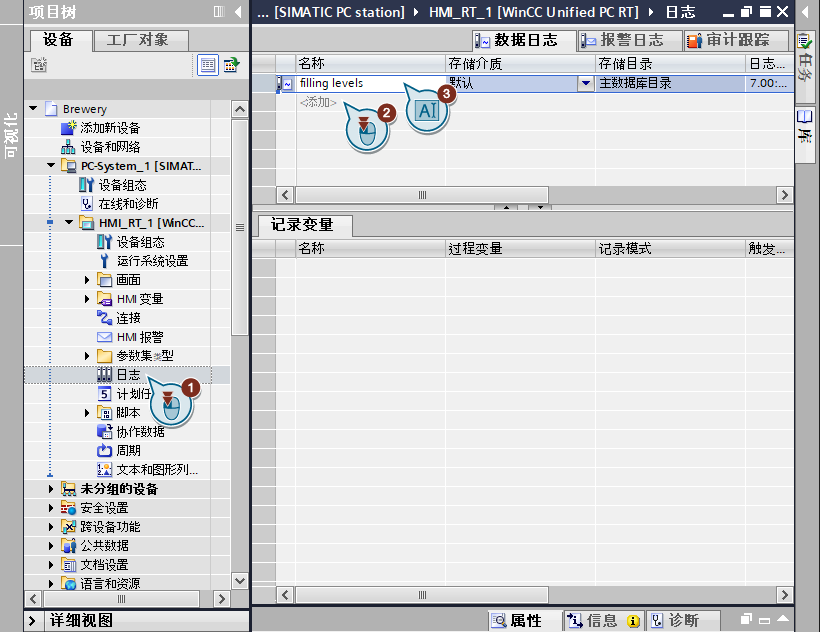 项目树
... [SIMATIC PC station] HMI_RT_1 [WinCC Unified PC RT] 日志
设备
工厂对象
数据日志
报警日志
审计跟踪
可视化
任务
库
名称
存储介质
存储目录
日志...
filling levels
默认
主数据库目录
7.00:...
<添加>
1
2
3
AI
Brewery
添加新设备
设备和网络
PC-System_1 [SIMAT...
设备组态
在线和诊断
HMI_RT_1 [WinCC...
设备组态
运行系统设置
画面
HMI 变量
连接
HMI 报警
参数集类型
日志
计划任
脚本
协作数据
周期
文本和图形列...
未分组的设备
安全设置
跨设备功能
公共数据
文档设置
语言和资源
详细视图
记录变量
名称
过程变量
记录模式
触发...
属性
信息
诊断